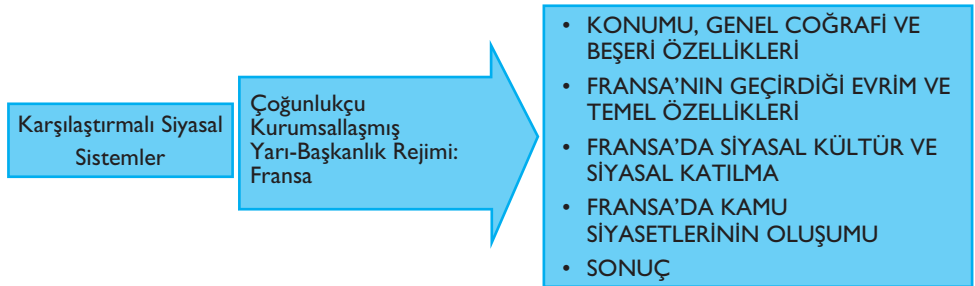 Karşılaştırmalı Siyasal
Sistemler
Çoğunlukçu
Kurumsallaşmış
Yarı-Başkanlık Rejimi:
Fransa
• KONUMU, GENEL COĞRAFİ VE
BEŞERİ ÖZELLİKLERİ
• FRANSA’NIN GEÇİRDİĞİ EVRİM VE
TEMEL ÖZELLİKLERİ
• FRANSA’DA SİYASAL KÜLTÜR VE
SİYASAL KATILMA
• FRANSA’DA KAMU
SİYASETLERİNİN OLUŞUMU
• SONUÇ